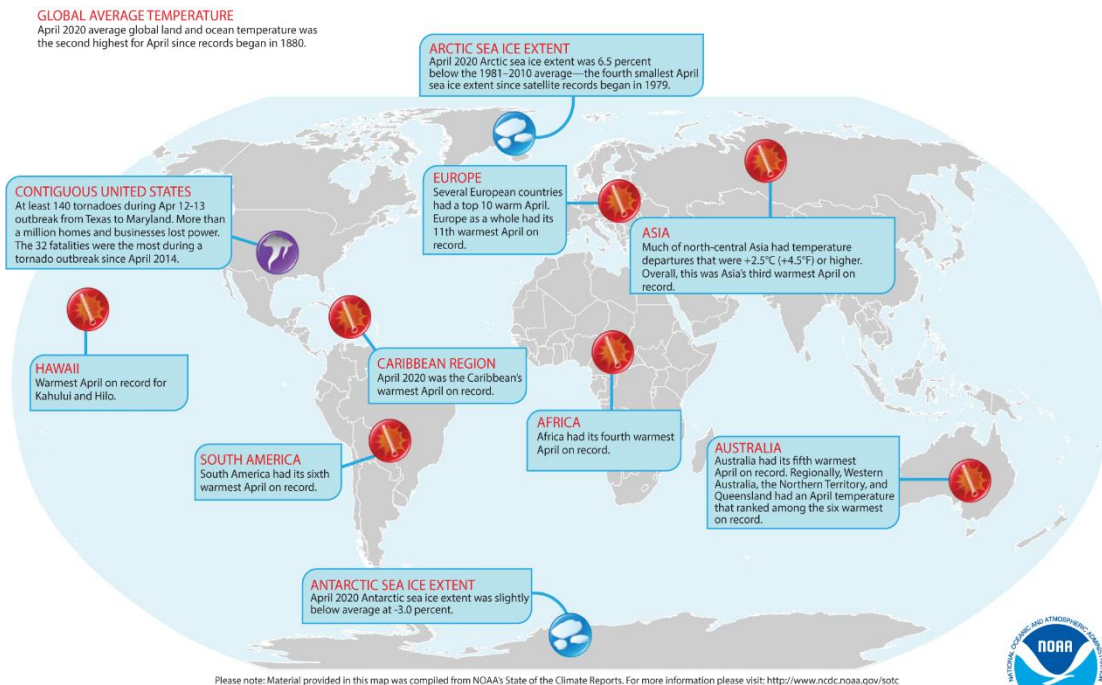 GLOBAL AVERAGE TEMPERATURE
April 2020 average global land and ocean temperature was
the second highest for April since records began in 1880.
ARCTIC SEA ICE EXTENT
April 2020 Arctic sea ice extent was 6.5 percent
below the 1981–2010 average—the fourth smallest April
sea ice extent since satellite records began in 1979.
CONTIGUOUS UNITED STATES
At least 140 tornadoes during Apr 12-13
outbreak from Texas to Maryland. More than
a million homes and businesses lost power.
The 32 fatalities were the most during a
tornado outbreak since April 2014.
EUROPE
Several European countries
had a top 10 warm April.
Europe as a whole had its
11th warmest April on
record.
ASIA
Much of north-central Asia had temperature
departures that were +2.5°C (+4.5°F) or higher.
Overall, this was Asia's third warmest April on
record.
HAWAII
Warmest April on record for
Kahului and Hilo.
CARIBBEAN REGION
April 2020 was the Caribbean's
warmest April on record.
AFRICA
Africa had its fourth warmest
April on record.
SOUTH AMERICA
South America had its sixth
warmest April on record.
AUSTRALIA
Australia had its fifth warmest
April on record. Regionally, Western
Australia, the Northern Territory, and
Queensland had an April temperature
that ranked among the six warmest
on record.
ANTARCTIC SEA ICE EXTENT
April 2020 Antarctic sea ice extent was slightly
below average at -3.0 percent.
NATIONAL OCEANIC AND ATMOSPHERIC
NOAA
Please note: Material provided in this map was compiled from NOAA's State of the Climate Reports. For more information please visit: http://www.ncdc.noaa.gov/sotc